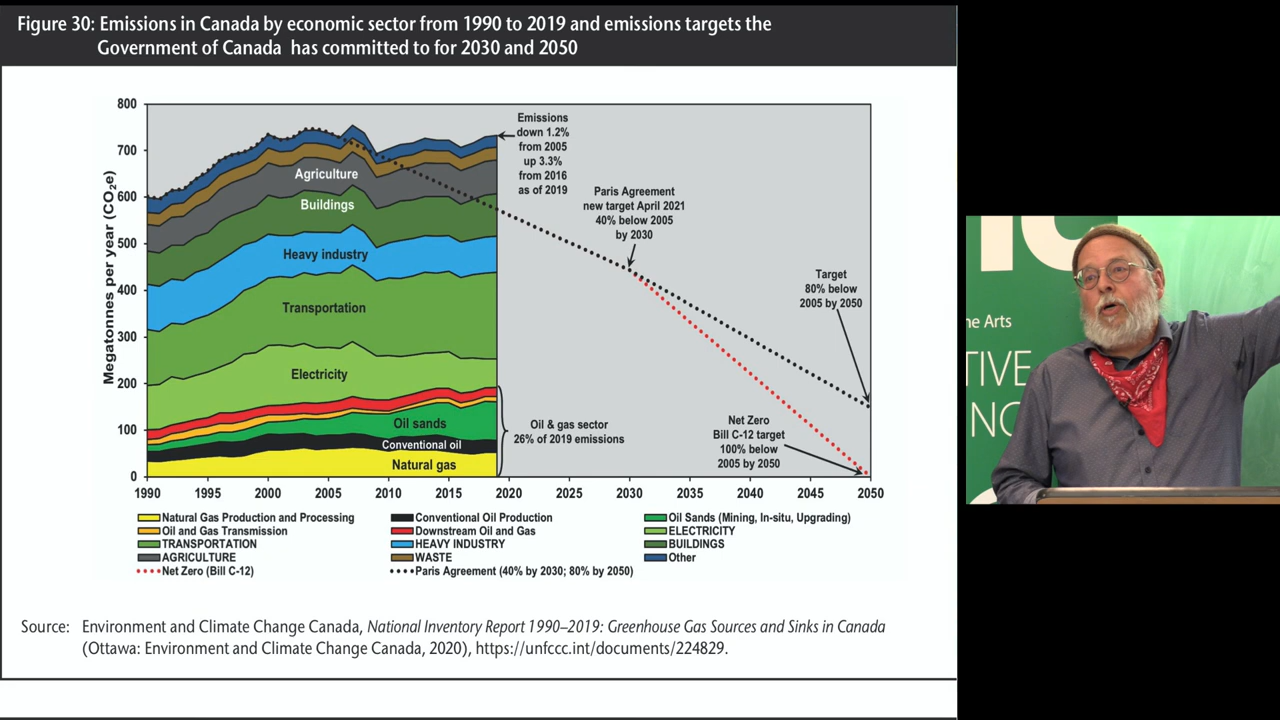 Figure 30: Emissions in Canada by economic sector from 1990 to 2019 and emissions targets the
Government of Canada has committed to for 2030 and 2050
Megatonnes per year (CO₂e)
800
700
600
500
400
300
200
100
0
1990
1995
2000
2005
2010
2015
2020
2025
2030
2035
2040
2045
2050
Agriculture
Buildings
Heavy industry
Transportation
Electricity
Oil sands
Conventional oil
Natural gas
Emissions
down 1.2%
from 2005
up 3.3%
from 2016
as of 2019
Paris Agreement
new target April 2021
40% below 2005
by 2030
Target
80% below
2005 by 2050
Oil & gas sector
26% of 2019 emissions
Net Zero
Bill C-12 target
100% below
2005 by 2050
Natural Gas Production and Processing
Conventional Oil Production
Oil Sands (Mining, In-situ, Upgrading)
Oil and Gas Transmission
Downstream Oil and Gas
ELECTRICITY
TRANSPORTATION
HEAVY INDUSTRY
BUILDINGS
AGRICULTURE
WASTE
Other
Net Zero (Bill C-12)
Paris Agreement (40% by 2030; 80% by 2050)
Source: Environment and Climate Change Canada, National Inventory Report 1990–2019: Greenhouse Gas Sources and Sinks in Canada
(Ottawa: Environment and Climate Change Canada, 2020), https://unfccc.int/documents/224829.
ne Arts
TIVE